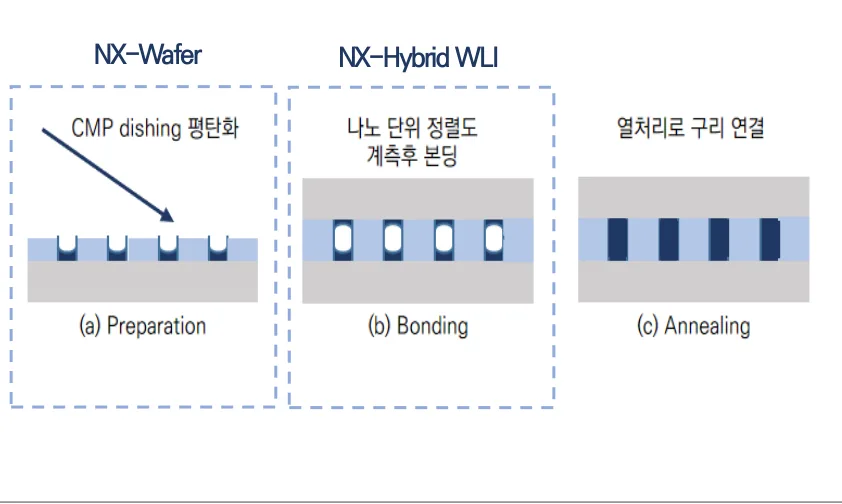 NX-Wafer
NX-Hybrid WLI
CMP dishing 평탄화
나노 단위 정렬도
계측후 본딩
열처리로 구리 연결
(a) Preparation
(b) Bonding
(c) Annealing